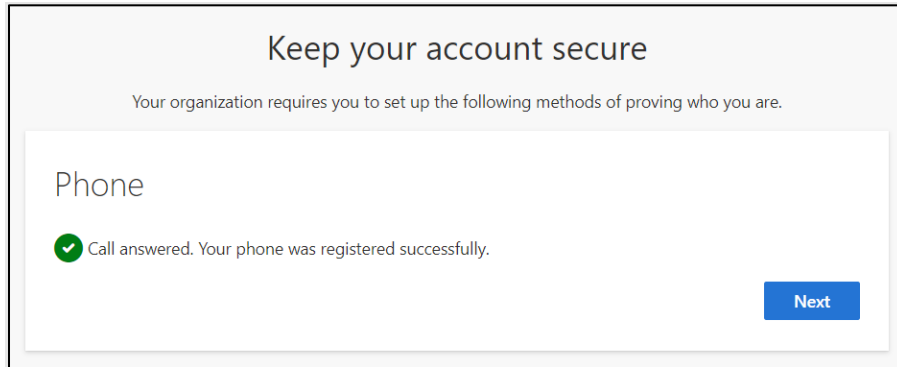 Keep your account secure
Your organization requires you to set up the following methods of proving who you are.
Phone
Call answered. Your phone was registered successfully.
Next